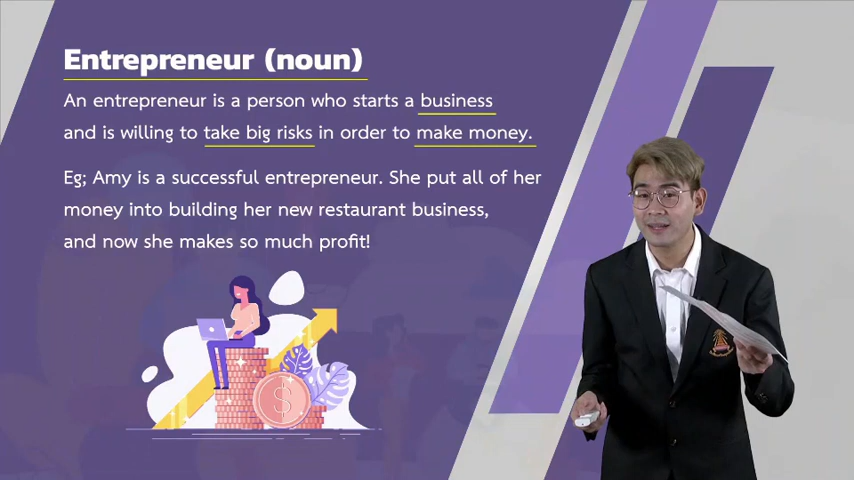 Entrepreneur (noun)
An entrepreneur is a person who starts a business
and is willing to take big risks in order to make money.
Eg; Amy is a successful entrepreneur. She put all of her
money into building her new restaurant business,
and now she makes so much profit!
$